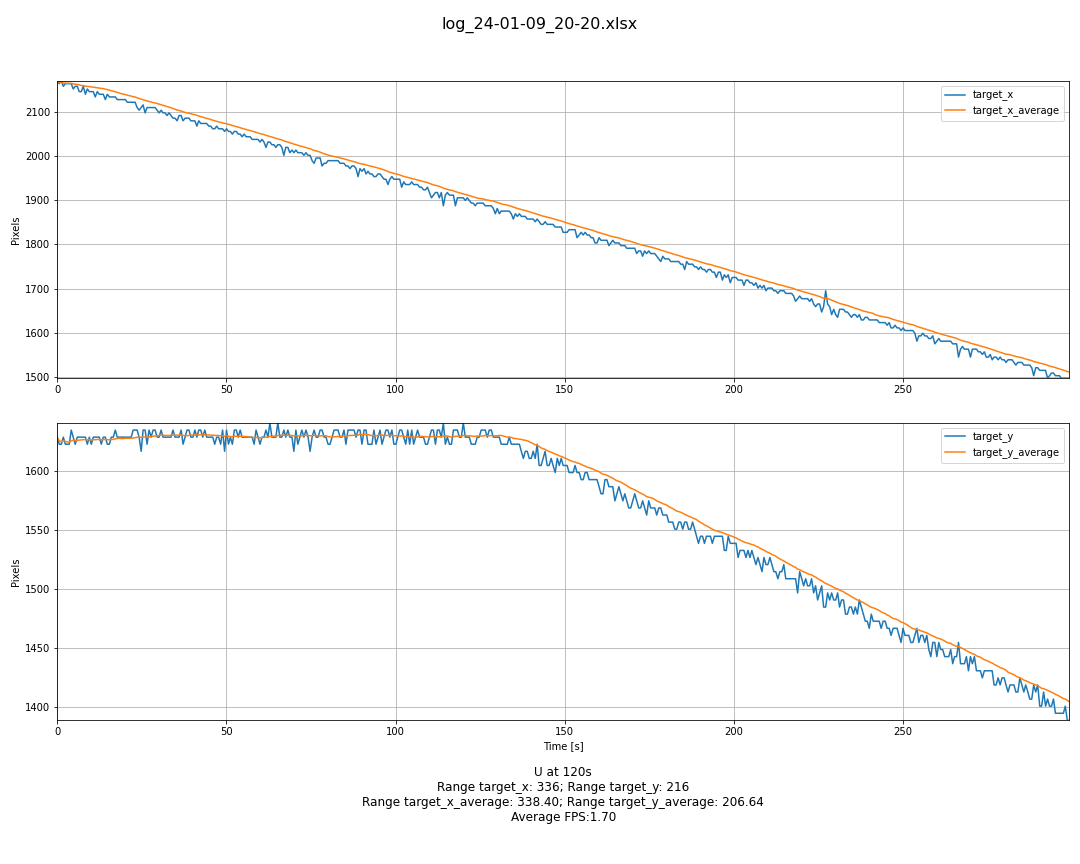 log_24-01-09_20-20.xlsx
target_x
target_x_average
Pixels
2100
2000
1900
1800
1700
1600
1500
0 50 100 150 200 250
target_y
target_y_average
Pixels
1600
1550
1500
1450
1400
0 50 100 150 200 250
Time [s]
U at 120s
Range target_x: 336; Range target_y: 216
Range target_x_average: 338.40; Range target_y_average: 206.64
Average FPS:1.70